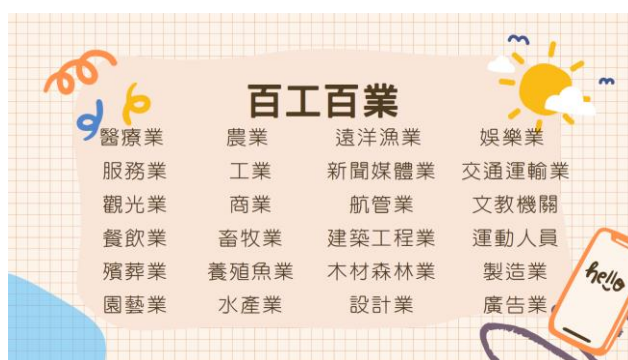 百工百業
醫療業 農業 遠洋漁業 娛樂業
服務業 工業 新聞媒體業 交通運輸業
觀光業 商業 航管業 文教機關
餐飲業 畜牧業 建築工程業 運動人員
殯葬業 養殖魚業 木材森林業 製造業
園藝業 水產業 設計業 廣告業
hello